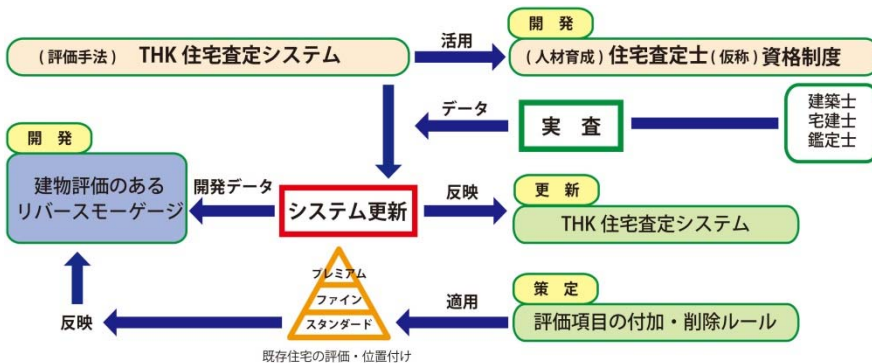 開 発
(評価手法) THK 住宅査定システム
活用
(人材育成) 住宅査定士(仮称) 資格制度
データ
実 査
建築士
宅建士
鑑定士
開 発
建物評価のある
リバースモーゲージ
開発データ
システム更新
反映
更 新
THK 住宅査定システム
プレミアム
ファイン
スタンダード
反映
適用
策 定
評価項目の付加・削除ルール
既存住宅の評価・位置付け